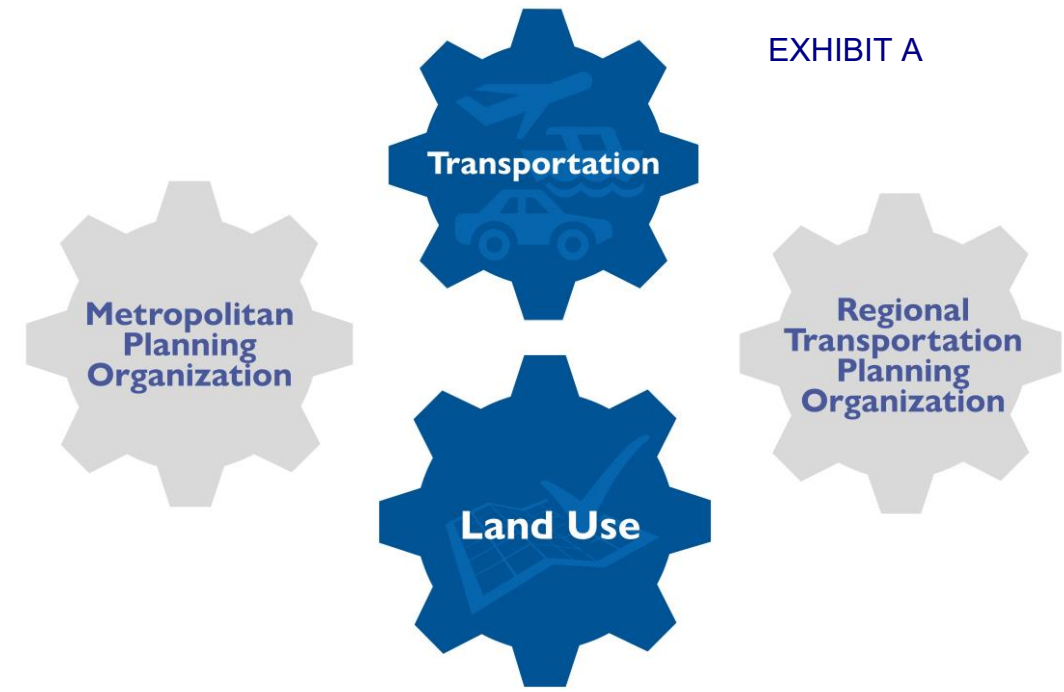 EXHIBIT A
Transportation
Metropolitan
Planning
Organization
Regional
Transportation
Planning
Organization
Land Use